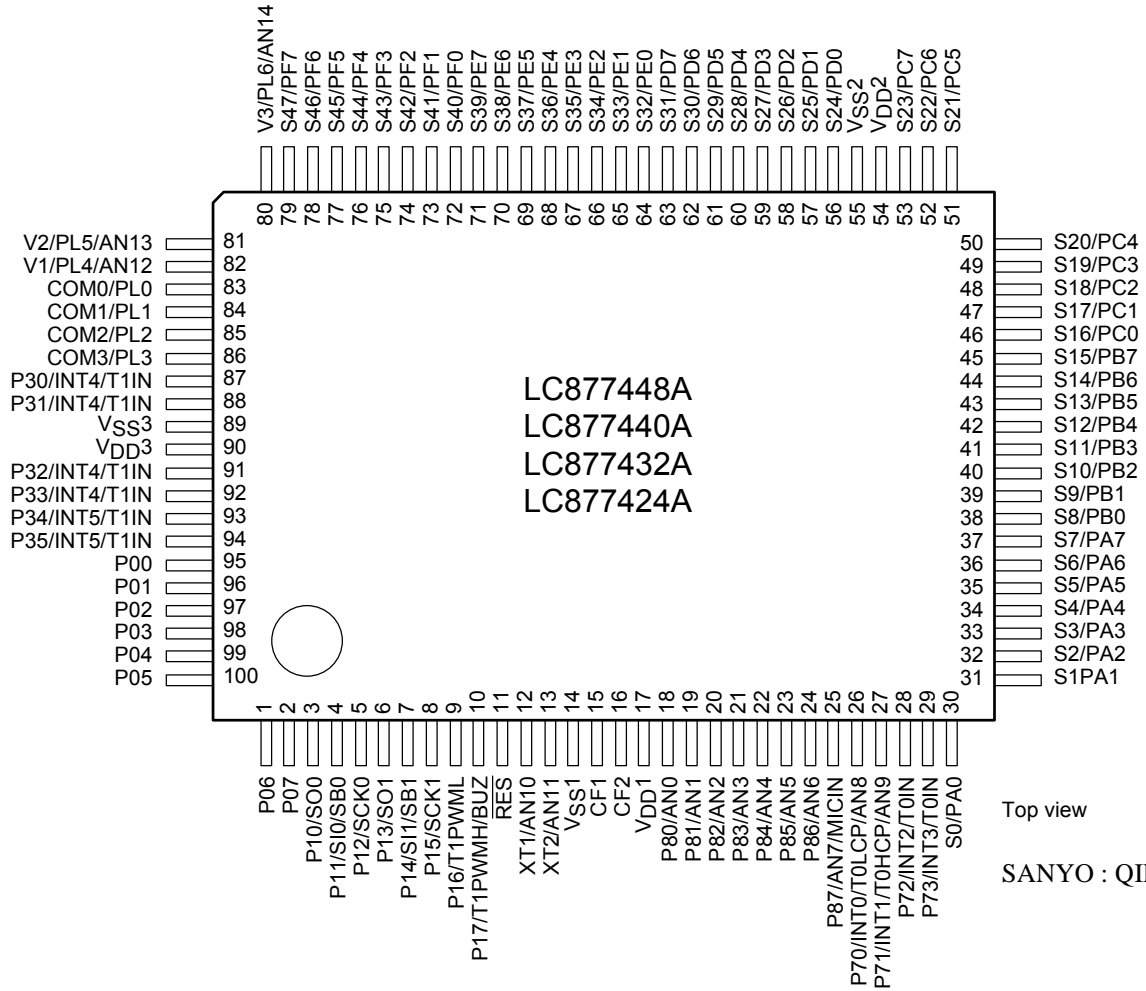 V3/PL6/AN14
S47/PF7
S46/PF6
S45/PF5
S44/PF4
S43/PF3
S42/PF2
S41/PF1
S40/PF0
S39/PE7
S38/PE6
S37/PE5
S36/PE4
S35/PE3
S34/PE2
S33/PE1
S32/PE0
S31/PD7
S30/PD6
S29/PD5
S28/PD4
S27/PD3
S26/PD2
S25/PD1
S24/PD0
VSS2
VDD2
S23/PC7
S22/PC6
S21/PC5
80 79 78 77 76 75 74 73 72 71 70 69 68 67 66 65 64 63 62 61 60 59 58 57 56 55 54 53 52 51
V2/PL5/AN13 81
V1/PL4/AN12 82
COM0/PL0 83
COM1/PL1 84
COM2/PL2 85
COM3/PL3 86
P30/INT4/T1IN 87
P31/INT4/T1IN 88
VSS3 89
VDD3 90
P32/INT4/T1IN 91
P33/INT4/T1IN 92
P34/INT5/T1IN 93
P35/INT5/T1IN 94
P00 95
P01 96
P02 97
P03 98
P04 99
P05 100
LC877448A
LC877440A
LC877432A
LC877424A
50 S20/PC4
49 S19/PC3
48 S18/PC2
47 S17/PC1
46 S16/PC0
45 S15/PB7
44 S14/PB6
43 S13/PB5
42 S12/PB4
41 S11/PB3
40 S10/PB2
39 S9/PB1
38 S8/PB0
37 S7/PA7
36 S6/PA6
35 S5/PA5
34 S4/PA4
33 S3/PA3
32 S2/PA2
31 S1PA1
1 2 3 4 5 6 7 8 9 10 11 12 13 14 15 16 17 18 19 20 21 22 23 24 25 26 27 28 29 30
P06
P07
P10/SO0
P11/SI0/SB0
P12/SCK0
P13/SO1
P14/SI1/SB1
P15/SCK1
P16/T1PWML
P17/T1PWMH/BUZ
RES
XT1/AN10
XT2/AN11
VSS1
CF1
CF2
VDD1
P80/AN0
P81/AN1
P82/AN2
P83/AN3
P84/AN4
P85/AN5
P86/AN6
P87/AN7/MICIN
P70/INT0/T0LCP/AN8
P71/INT1/T0HCP/AN9
P72/INT2/T0IN
P73/INT3/T0IN
S0/PA0
Top view
SANYO :